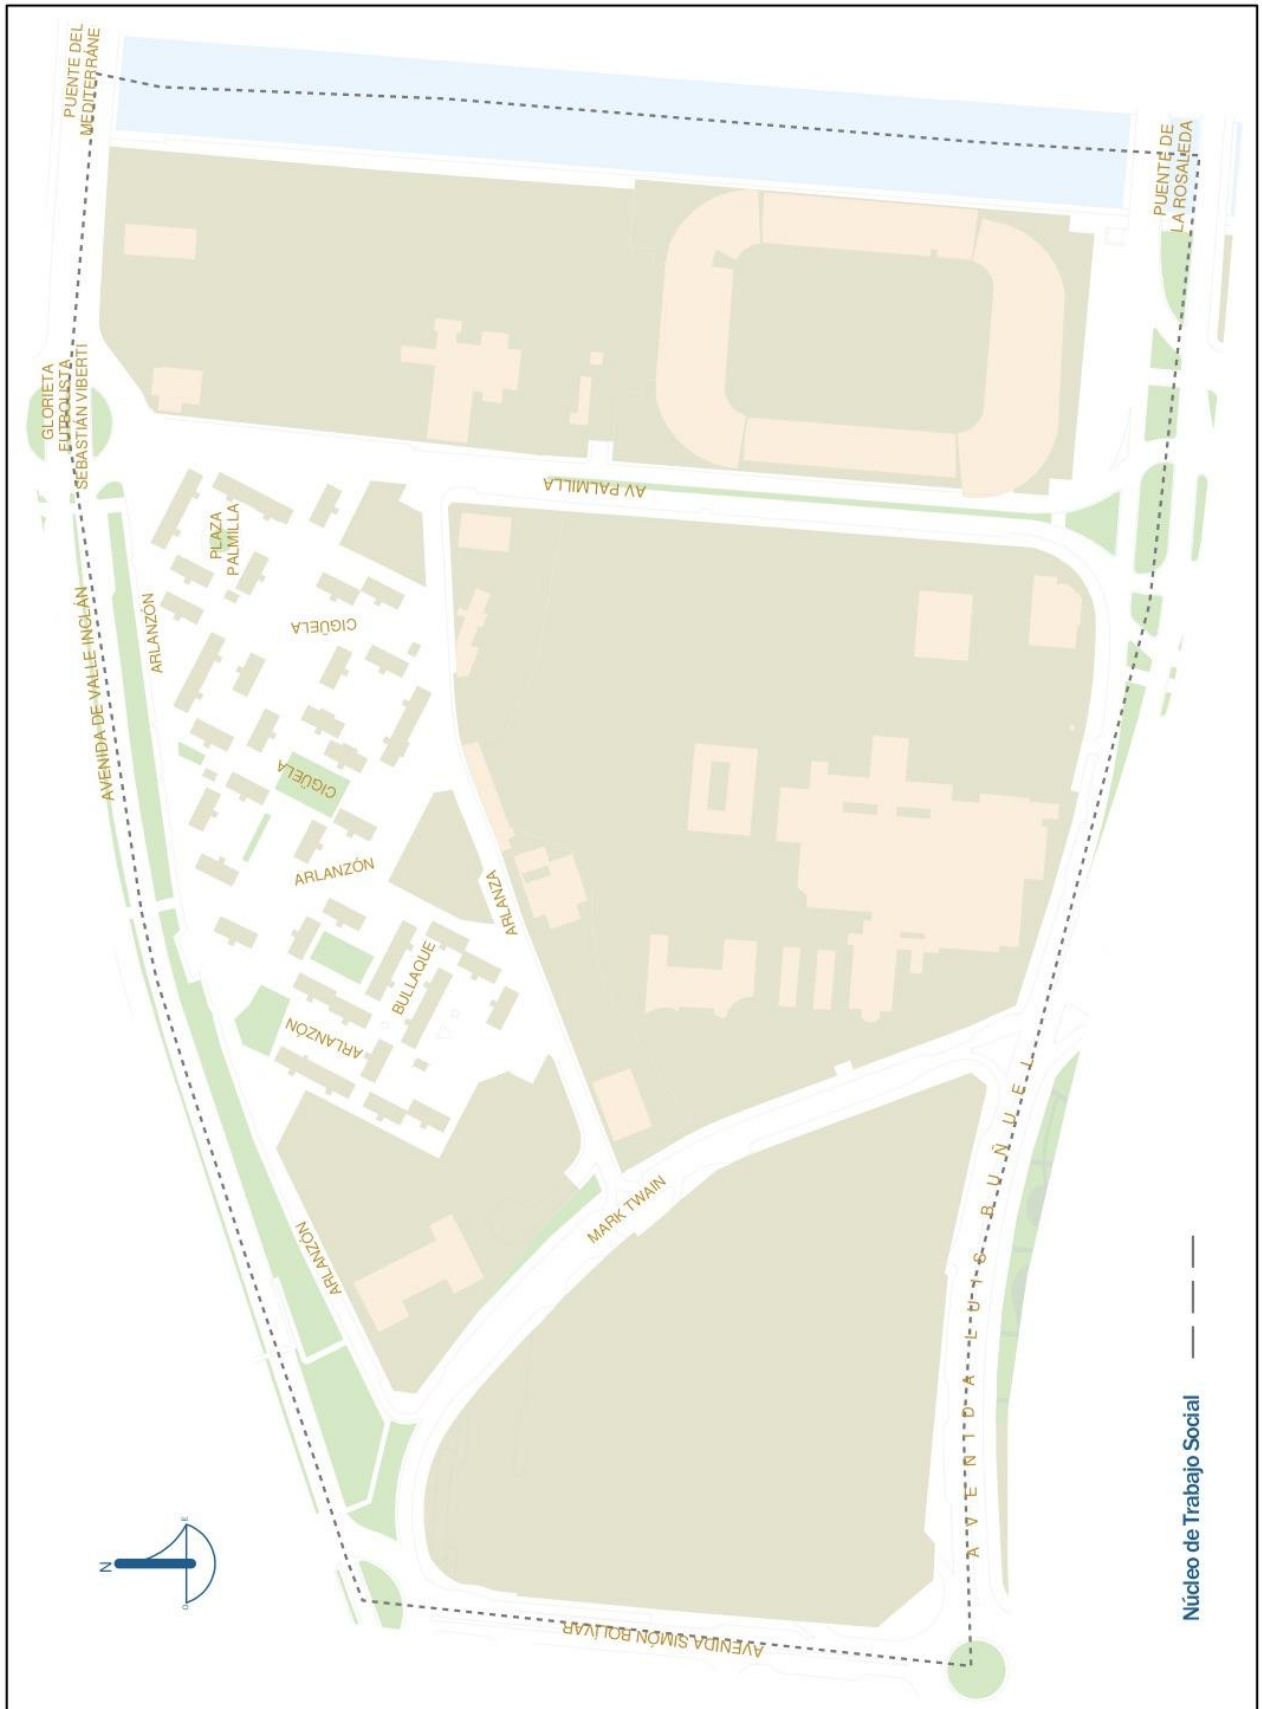 PUENTE DEL
MEDITERRÁNE
GLORIETA
FUTBOLISTA
SEBASTIÁN VIBERTI
PUENTE DE
LA ROSALEDA
AV PALMILLA
PLAZA
PALMILLA
AVENIDA DE VALLE INCLÁN
ARLANZÓN
CIGÜELA
CIGÜELA
ARLANZÓN
ARLANZA
BULLAQUE
ARLANZÓN
ARLANZÓN
MARK TWAIN
AVENIDA LUIS BUÑUEL
AVENIDA SIMÓN BOLÍVAR
N
O
E
Núcleo de Trabajo Social